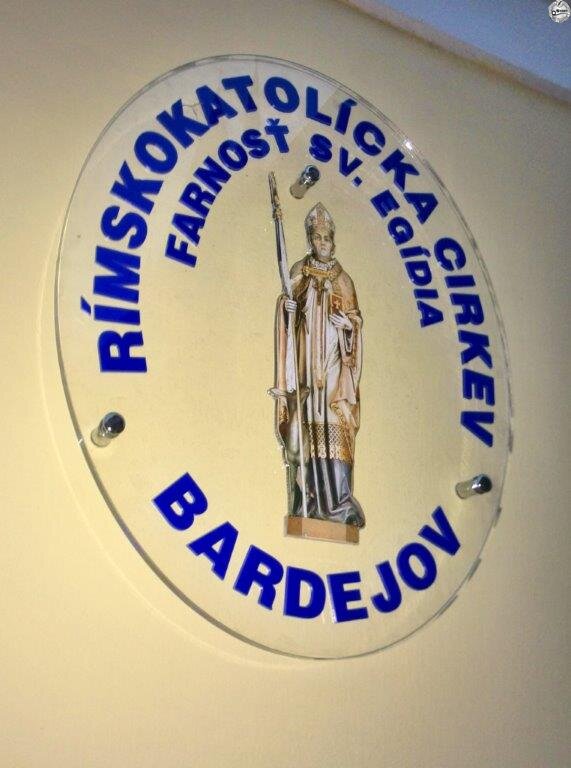 RÍMSKOKATOLÍCKA CIRKEV
FARNOSŤ SV. EGÍDIA
BARDEJOV